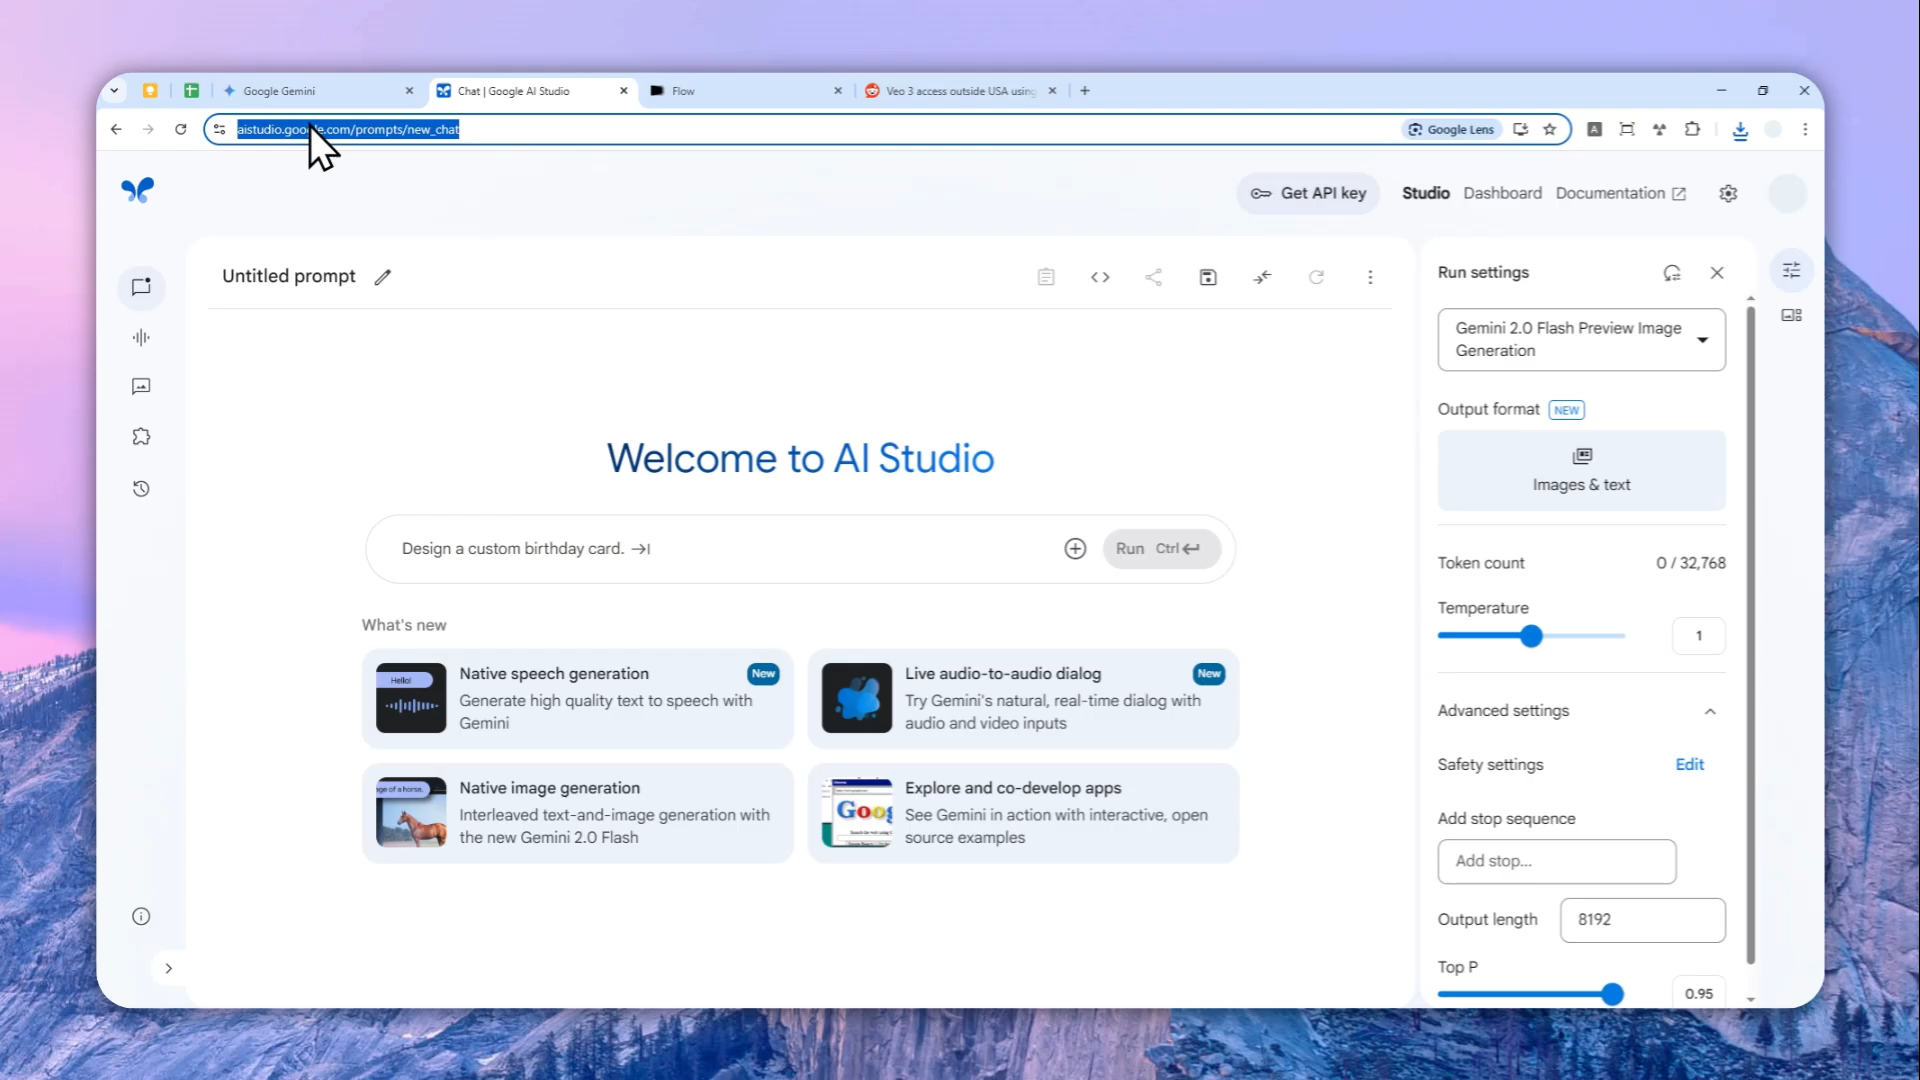 Google Gemini
Chat | Google AI Studio
Flow
Veo 3 access outside USA using
aistudio.google.com/prompts/new_chat
Google Lens
A
Get API key
Studio
Dashboard
Documentation
Untitled prompt
Welcome to AI Studio
Design a custom birthday card.
Run Ctrl
What's new
Hello!
Native speech generation
New
Generate high quality text to speech with
Gemini
Live audio-to-audio dialog
New
Try Gemini's natural, real-time dialog with
audio and video inputs
ge of a horse.
Native image generation
Interleaved text-and-image generation with
the new Gemini 2.0 Flash
Goog
Explore and co-develop apps
See Gemini in action with interactive, open
source examples
Run settings
Gemini 2.0 Flash Preview Image
Generation
Output format NEW
Images & text
Token count 0 / 32,768
Temperature
1
Advanced settings
Safety settings Edit
Add stop sequence
Add stop...
Output length 8192
Top P
0.95